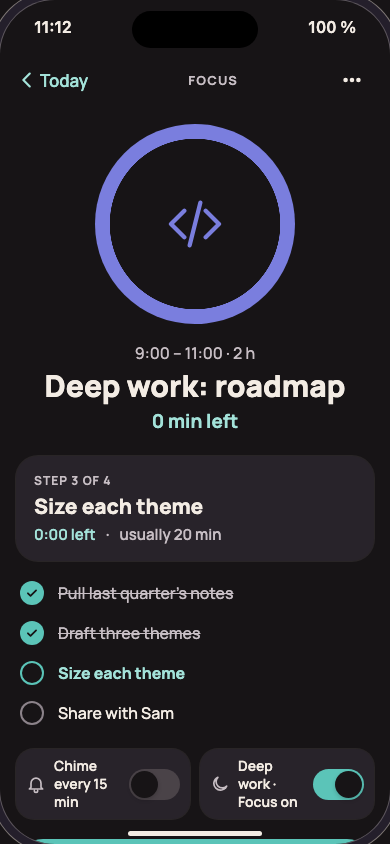 11:12
100 %
Today
FOCUS
•••
</>
9:00 – 11:00 · 2 h
Deep work: roadmap
0 min left
STEP 3 OF 4
Size each theme
0:00 left · usually 20 min
Pull last quarter's notes
Draft three themes
Size each theme
Share with Sam
Chime
every 15
min
Deep
work ·
Focus on